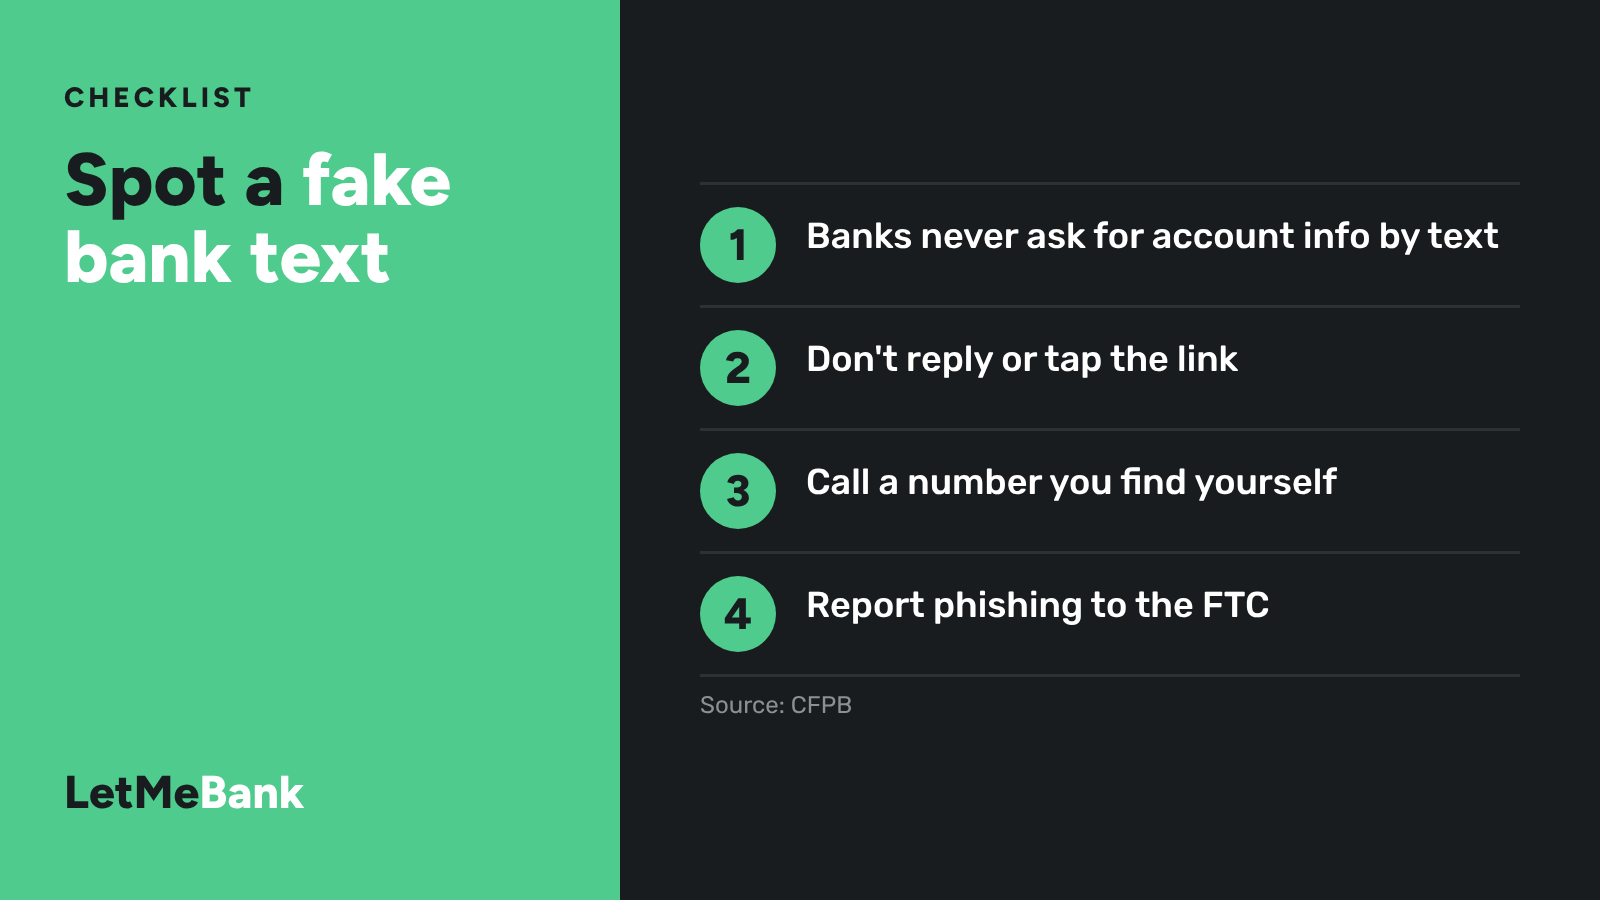 CHECKLIST
Spot a fake
bank text
1 Banks never ask for account info by text
2 Don't reply or tap the link
3 Call a number you find yourself
4 Report phishing to the FTC
Source: CFPB
LetMeBank